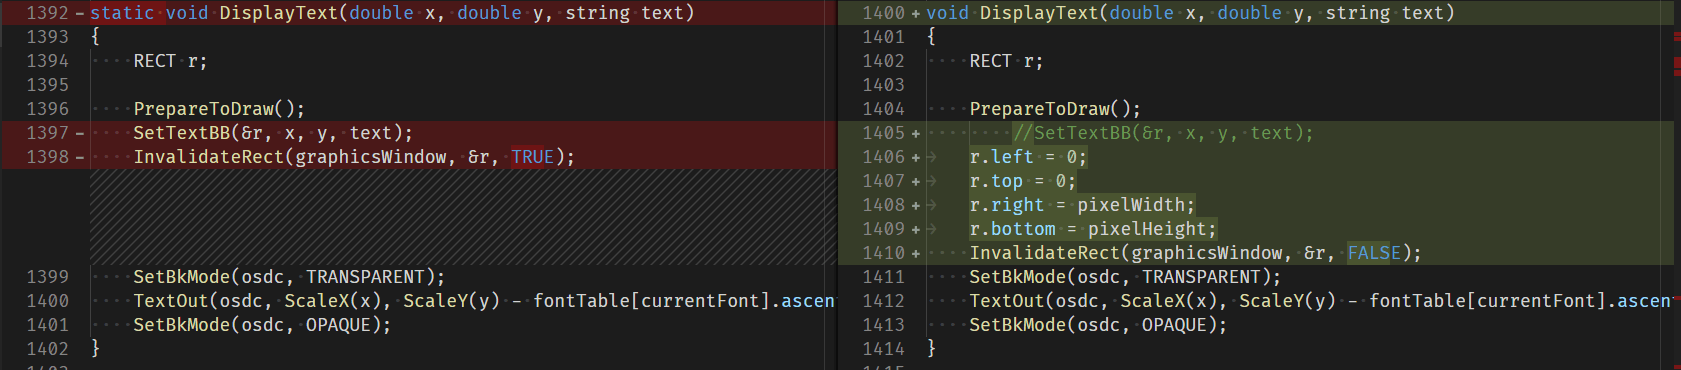 1392 - static void DisplayText(double x, double y, string text)
1393 {
1394 RECT r;
1395
1396 PrepareToDraw();
1397 - SetTextBB(&r, x, y, text);
1398 - InvalidateRect(graphicsWindow, &r, TRUE);
1399 SetBkMode(osdc, TRANSPARENT);
1400 TextOut(osdc, ScaleX(x), ScaleY(y) - fontTable[currentFont].ascen
1401 SetBkMode(osdc, OPAQUE);
1402 }
1400 + void DisplayText(double x, double y, string text)
1401 {
1402 RECT r;
1403
1404 PrepareToDraw();
1405 + //SetTextBB(&r, x, y, text);
1406 + r.left = 0;
1407 + r.top = 0;
1408 + r.right = pixelWidth;
1409 + r.bottom = pixelHeight;
1410 + InvalidateRect(graphicsWindow, &r, FALSE);
1411 SetBkMode(osdc, TRANSPARENT);
1412 TextOut(osdc, ScaleX(x), ScaleY(y) - fontTable[currentFont].ascen
1413 SetBkMode(osdc, OPAQUE);
1414 }